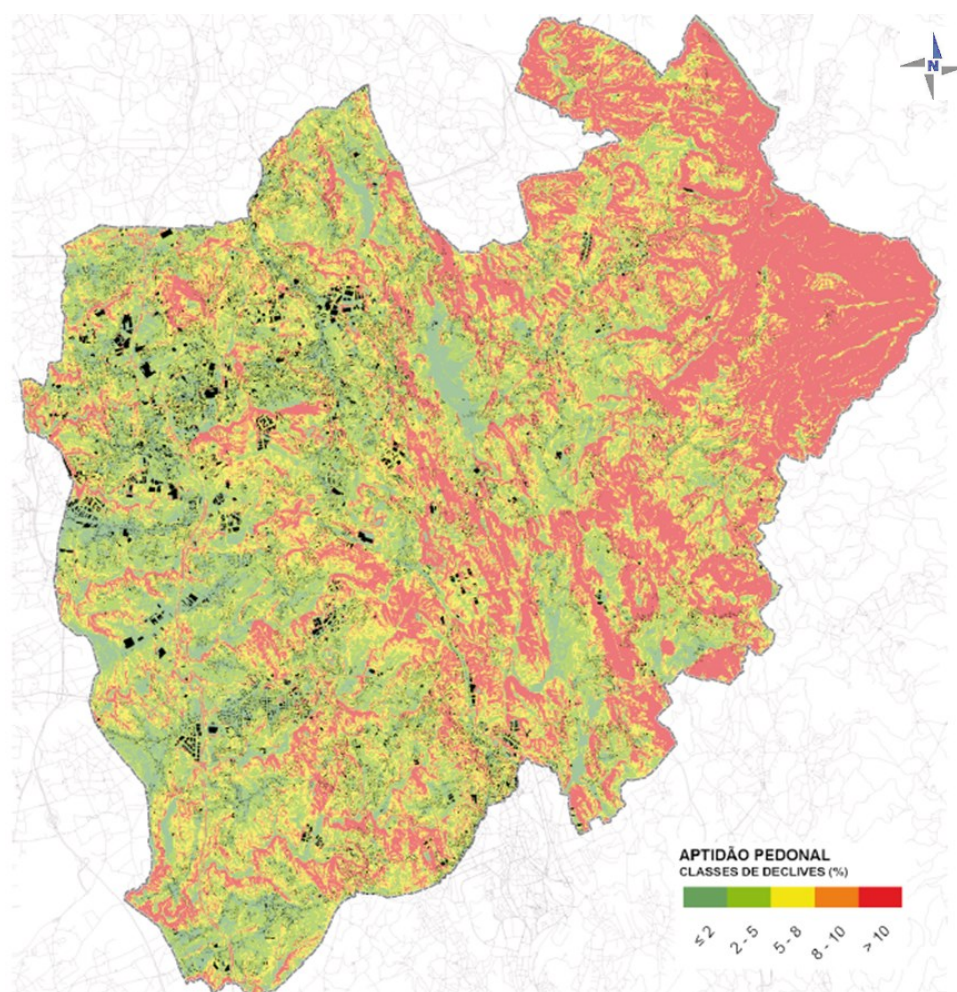 N
APTIDÃO PEDONAL
CLASSES DE DECLIVES (%)
≤ 2
2 - 5
5 - 8
8 - 10
> 10